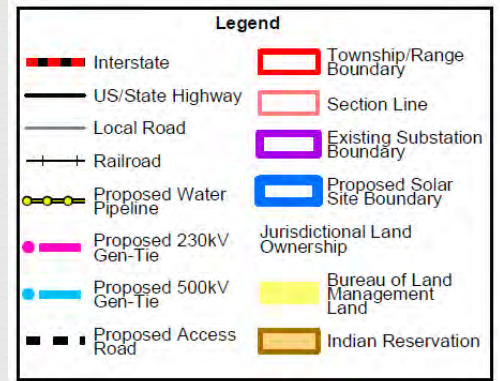 Legend
Interstate
US/State Highway
Local Road
Railroad
Proposed Water
Pipeline
Proposed 230kV
Gen-Tie
Proposed 500kV
Gen-Tie
Proposed Access
Road
Township/Range
Boundary
Section Line
Existing Substation
Boundary
Proposed Solar
Site Boundary
Jurisdictional Land
Ownership
Bureau of Land
Management
Land
Indian Reservation